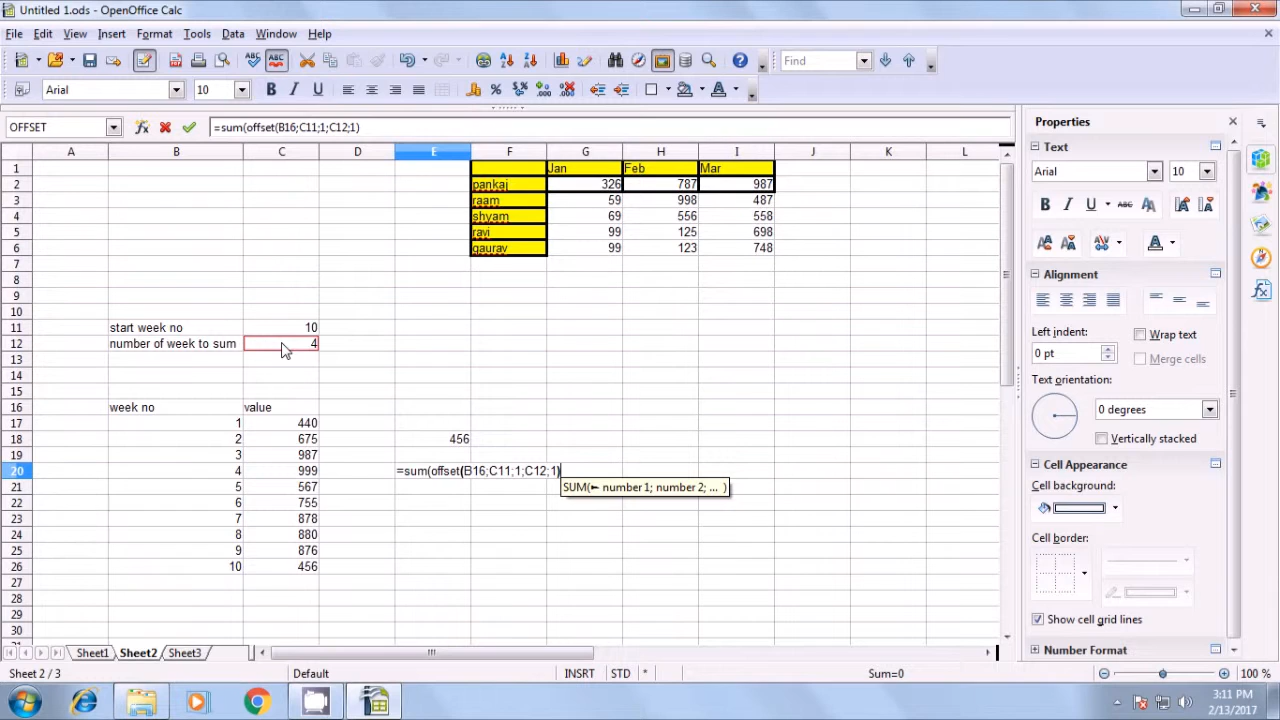 Untitled 1.ods - OpenOffice Calc
File Edit View Insert Format Tools Data Window Help
Find
Arial 10
OFFSET =sum(offset(B16;C11;1;C12;1)
A B C D E F G H I J K L
1 Jan Feb Mar
2 pankaj 326 787 987
3 raam 59 998 487
4 shyam 69 556 558
5 ravi 99 125 698
6 gaurav 99 123 748
7
8
9
10
11 start week no 10
12 number of week to sum 4
13
14
15
16 week no value
17 1 440
18 2 675 456
19 3 987
20 4 999 =sum(offset(B16;C11;1;C12;1)
21 5 567 SUM( number 1; number 2; ... )
22 6 755
23 7 878
24 8 880
25 9 876
26 10 456
27
28
29
30
Sheet1 Sheet2 Sheet3
Sheet 2 / 3 Default INSRT STD * Sum=0 100 %
Properties
Text
Arial 10
Alignment
Left indent:
0 pt
Wrap text
Merge cells
Text orientation:
0 degrees
Vertically stacked
Cell Appearance
Cell background:
Cell border:
Show cell grid lines
Number Format
3:11 PM
2/13/2017